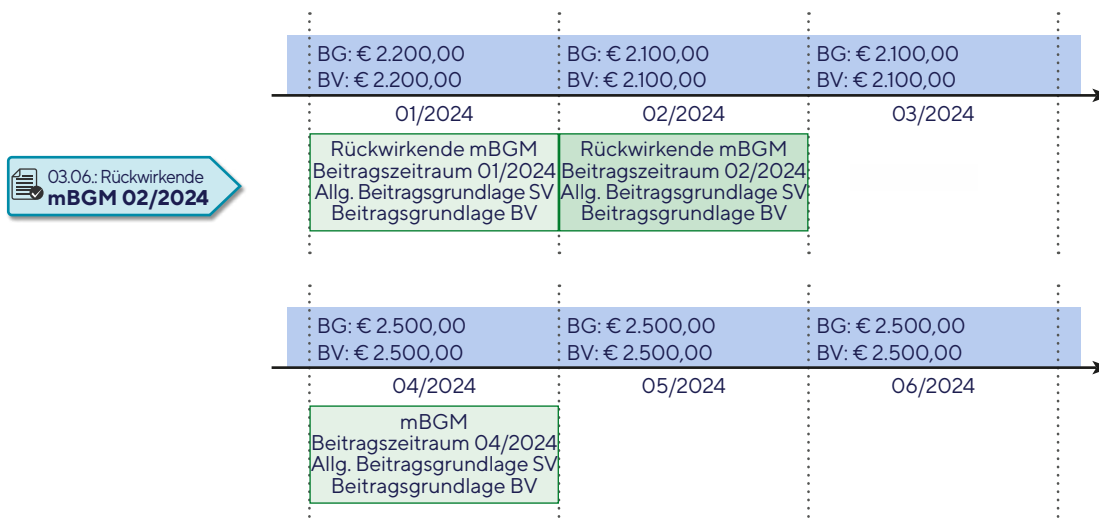 BG: € 2.200,00
BV: € 2.200,00
BG: € 2.100,00
BV: € 2.100,00
BG: € 2.100,00
BV: € 2.100,00
01/2024
02/2024
03/2024
03.06.: Rückwirkende
mBGM 02/2024
Rückwirkende mBGM
Beitragszeitraum 01/2024
Allg. Beitragsgrundlage SV
Beitragsgrundlage BV
Rückwirkende mBGM
Beitragszeitraum 02/2024
Allg. Beitragsgrundlage SV
Beitragsgrundlage BV
BG: € 2.500,00
BV: € 2.500,00
BG: € 2.500,00
BV: € 2.500,00
BG: € 2.500,00
BV: € 2.500,00
04/2024
05/2024
06/2024
mBGM
Beitragszeitraum 04/2024
Allg. Beitragsgrundlage SV
Beitragsgrundlage BV